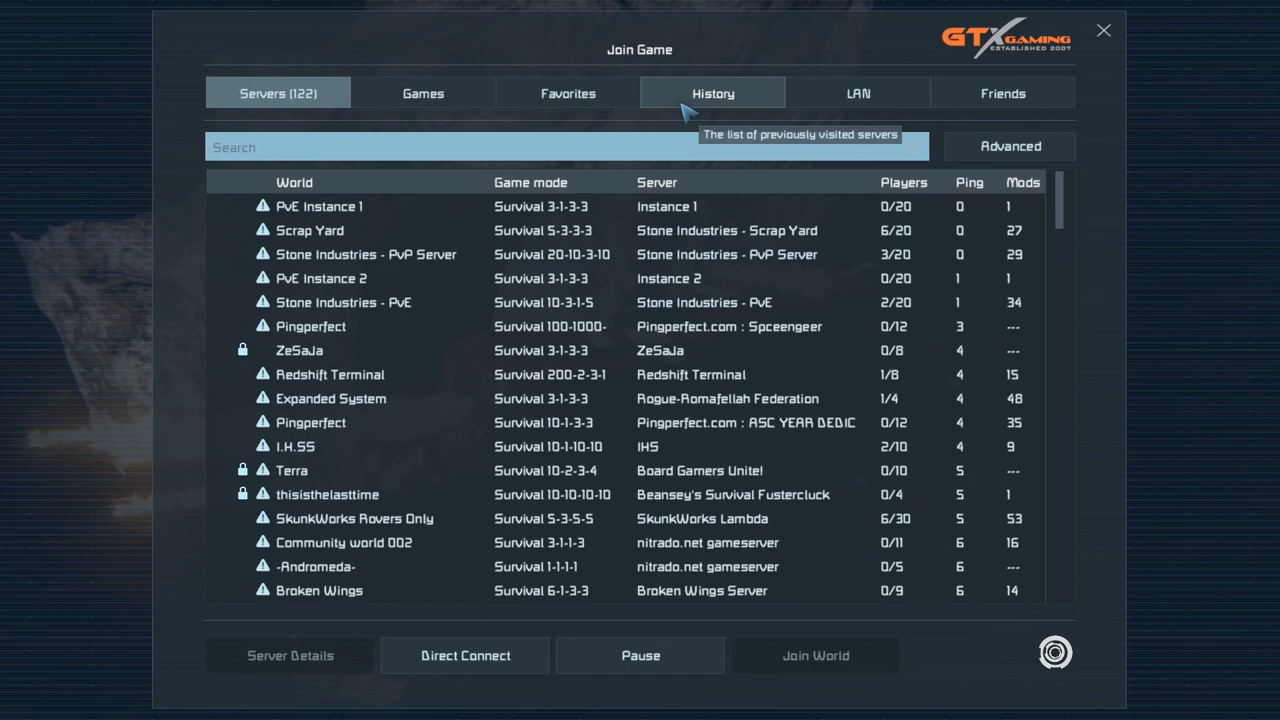 GTXGAMING
ESTABLISHED 2007
Join Game
Servers (122) Games Favorites History LAN Friends
The list of previously visited servers
Search Advanced
World Game mode Server Players Ping Mods
PvE Instance 1 Survival 3-1-3-3 Instance 1 0/20 0 1
Scrap Yard Survival 5-3-3-3 Stone Industries - Scrap Yard 6/20 0 27
Stone Industries - PvP Server Survival 20-10-3-10 Stone Industries - PvP Server 3/20 0 29
PvE Instance 2 Survival 3-1-3-3 Instance 2 0/20 1 1
Stone Industries - PvE Survival 10-3-1-5 Stone Industries - PvE 2/20 1 34
Pingperfect Survival 100-1000- Pingperfect.com : Spceengeer 0/12 3 ---
ZeSaJa Survival 3-1-3-3 ZeSaJa 0/8 4 ---
Redshift Terminal Survival 200-2-3-1 Redshift Terminal 1/8 4 15
Expanded System Survival 3-1-3-3 Rogue-Romafellah Federation 1/4 4 48
Pingperfect Survival 10-1-3-3 Pingperfect.com : ASC YEAR DEDIC 0/12 4 35
I.H.SS Survival 10-1-10-10 IHS 2/10 4 9
Terra Survival 10-2-3-4 Board Gamers Unite! 0/10 5 ---
thisisthelasttime Survival 10-10-10-10 Beansey's Survival Fustercluck 0/4 5 1
SkunkWorks Rovers Only Survival 5-3-5-5 SkunkWorks Lambda 6/30 5 53
Community world 002 Survival 3-1-1-3 nitrado.net gameserver 0/11 6 16
-Andromeda- Survival 1-1-1-1 nitrado.net gameserver 0/5 6 ---
Broken Wings Survival 6-1-3-3 Broken Wings Server 0/9 6 14
Server Details Direct Connect Pause Join World